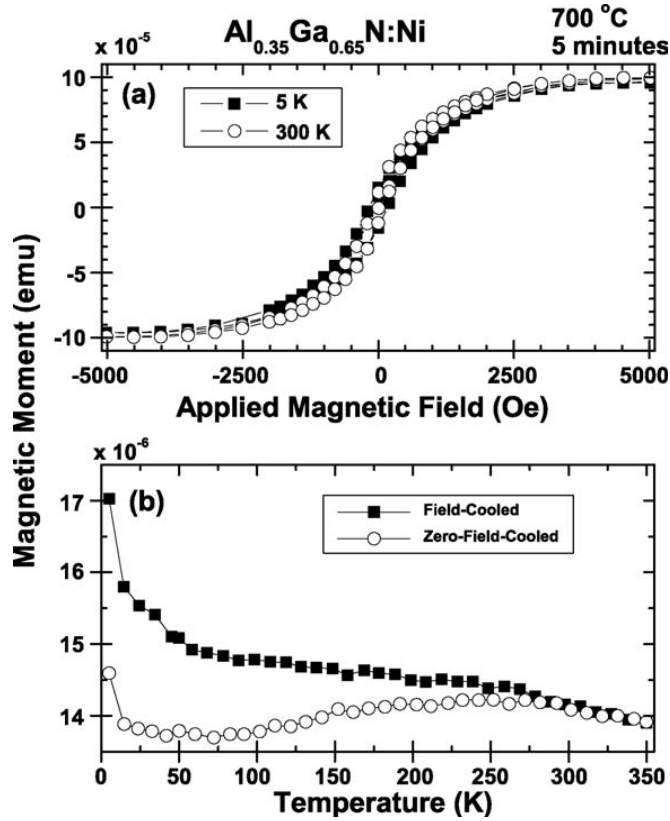 Al0.35Ga0.65N:Ni
700 °C
5 minutes
x 10-5
(a)
5 K
300 K
10
5
0
-5
-10
-5000 -2500 0 2500 5000
Applied Magnetic Field (Oe)
Magnetic Moment (emu)
x 10-6
(b)
Field-Cooled
Zero-Field-Cooled
17
16
15
14
0 50 100 150 200 250 300 350
Temperature (K)